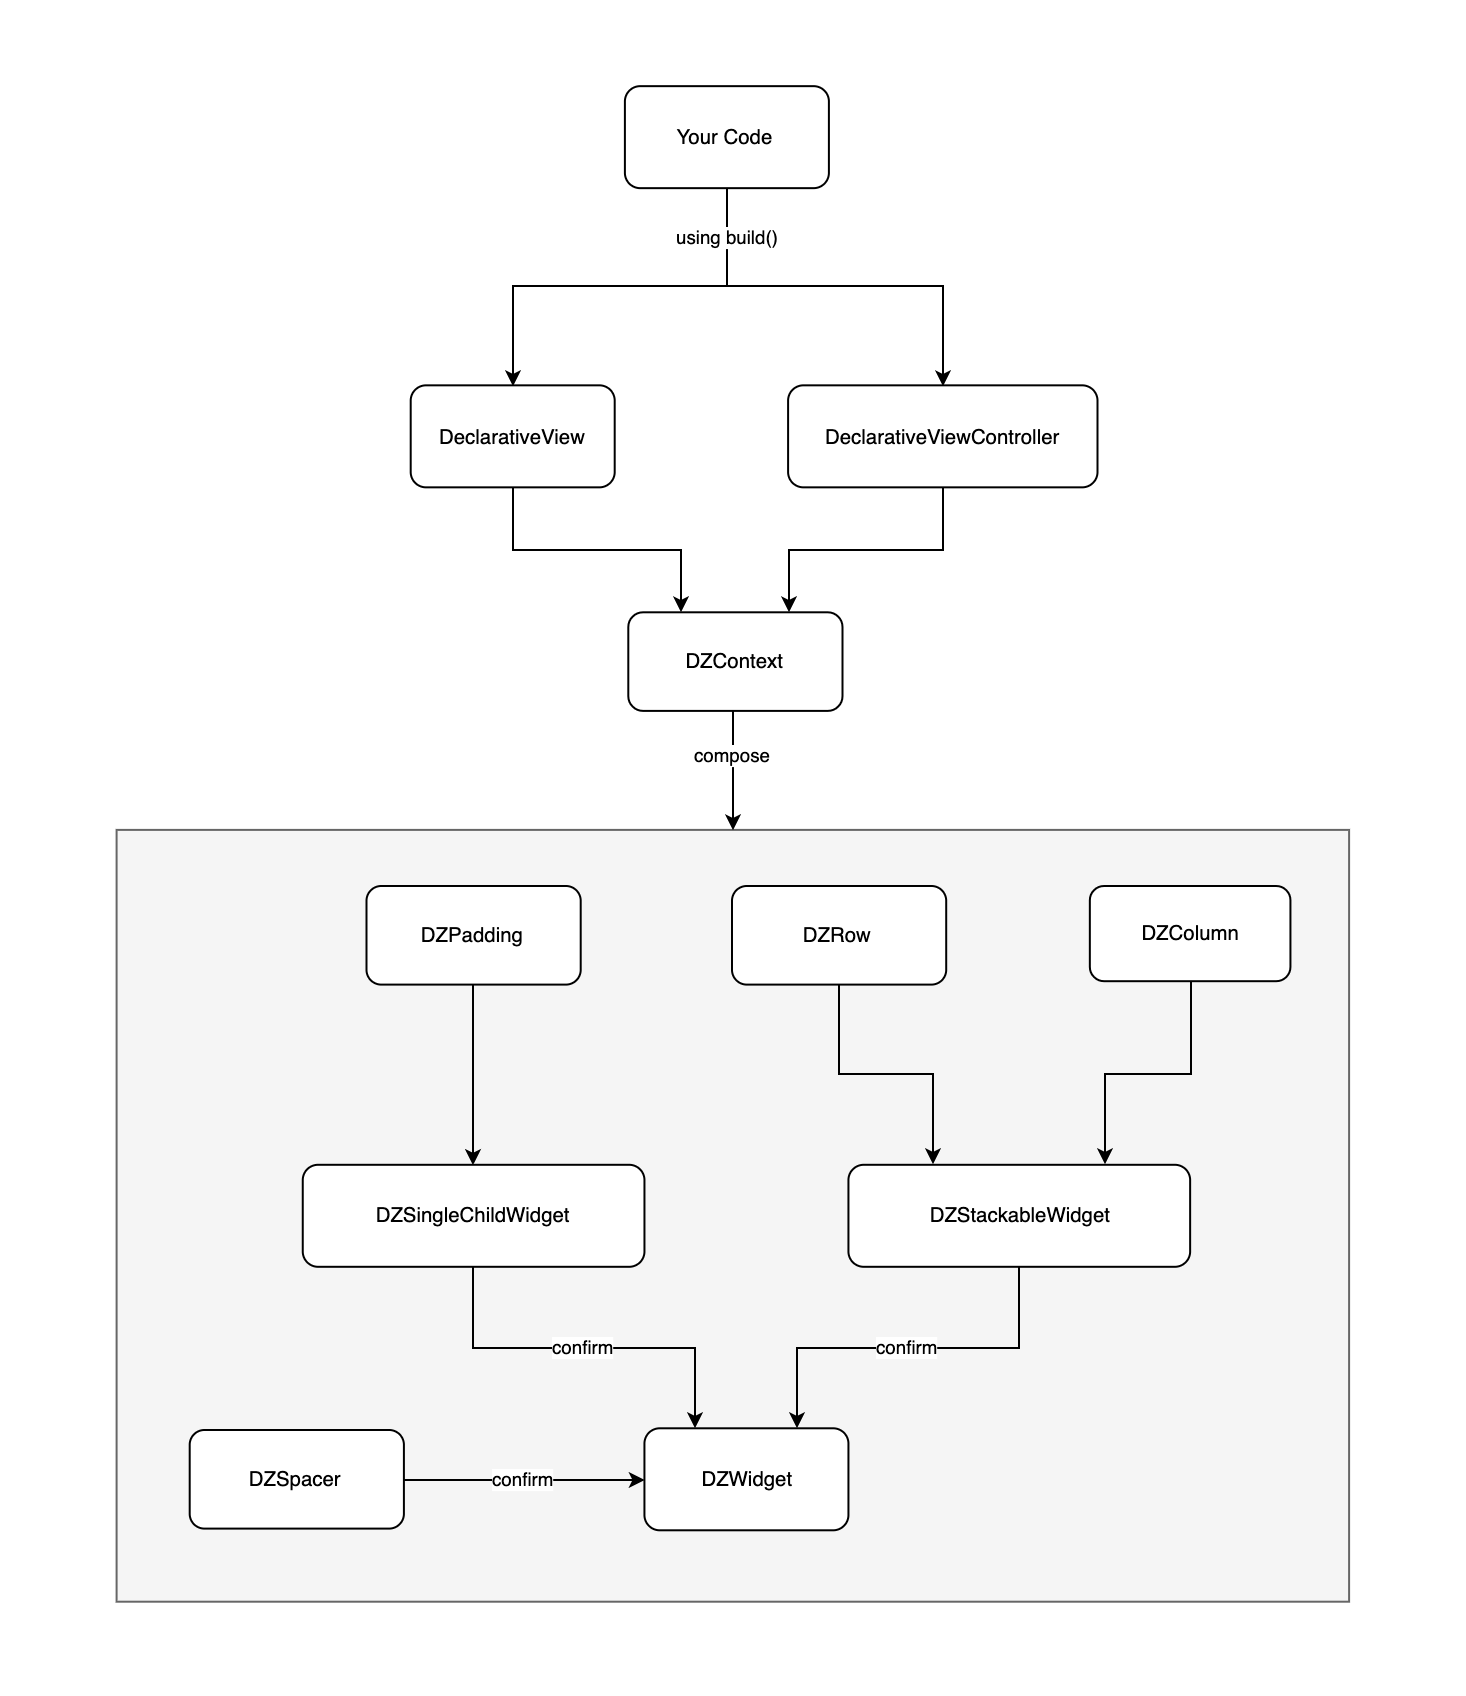 Your Code
using build()
DeclarativeView
DeclarativeViewController
DZContext
compose
DZPadding
DZRow
DZColumn
DZSingleChildWidget
DZStackableWidget
confirm
confirm
DZSpacer
confirm
DZWidget